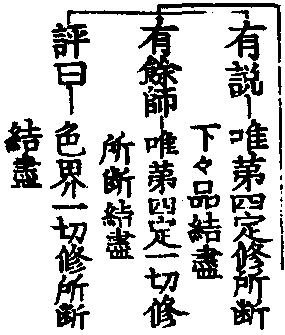 有説—唯第四定修所断
下々品結盡
有餘師—唯第四定一切修
所断結盡
評曰—色界一切修所断
結盡